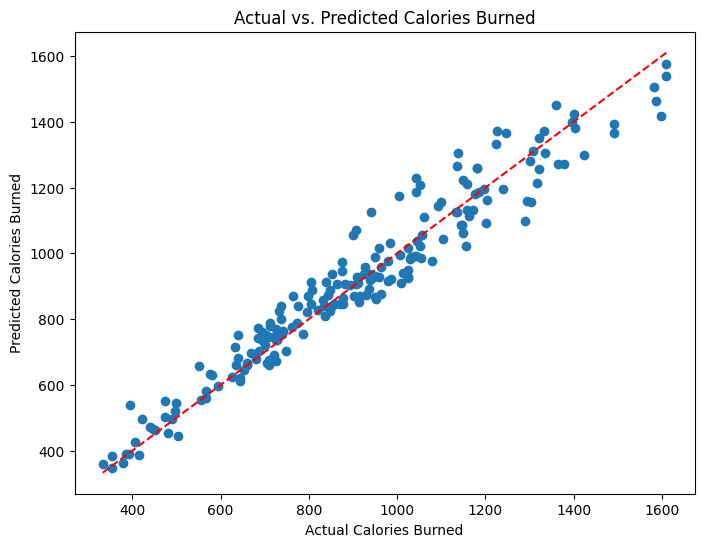 Actual vs. Predicted Calories Burned
Predicted Calories Burned
1600
1400
1200
1000
800
600
400
400 600 800 1000 1200 1400 1600
Actual Calories Burned